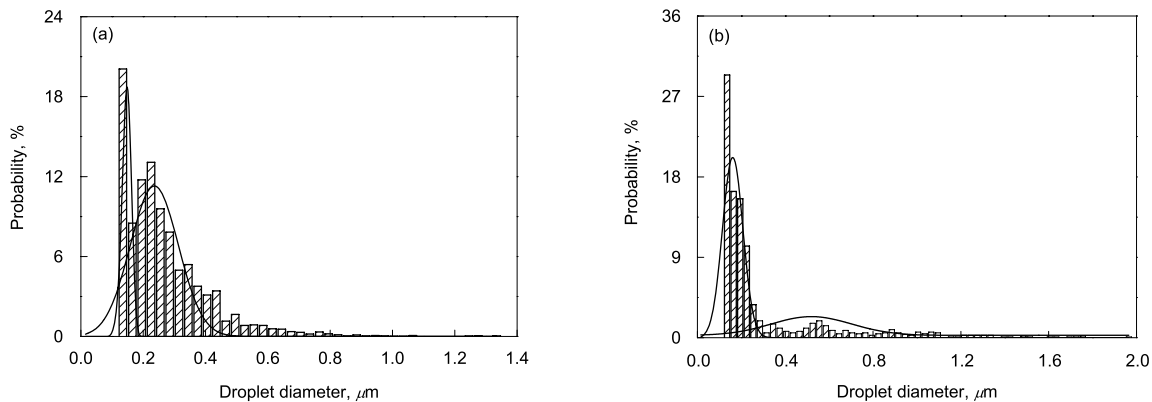 (a)
24
18
12
6
0
Probability, %
0.0 0.2 0.4 0.6 0.8 1.0 1.2 1.4
Droplet diameter, μm
(b)
36
27
18
9
0
Probability, %
0.0 0.4 0.8 1.2 1.6 2.0
Droplet diameter, μm